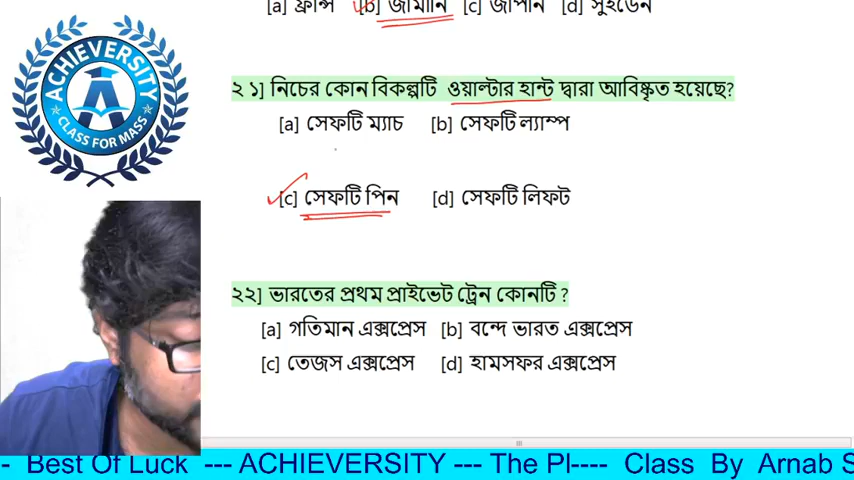 [a] ফ্রান্স [b] জার্মানি [c] জাপান [d] সুইডেন
ACHIEVERSITY
A
CLASS FOR MASS
২১] নিচের কোন বিকল্পটি ওয়াল্টার হান্ট দ্বারা আবিষ্কৃত হয়েছে?
[a] সেফটি ম্যাচ [b] সেফটি ল্যাম্প
[c] সেফটি পিন [d] সেফটি লিফট
২২] ভারতের প্রথম প্রাইভেট ট্রেন কোনটি ?
[a] গতিমান এক্সপ্রেস [b] বন্দে ভারত এক্সপ্রেস
[c] তেজস এক্সপ্রেস [d] হামসফর এক্সপ্রেস
- Best Of Luck --- ACHIEVERSITY --- The Pl---- Class By Arnab S